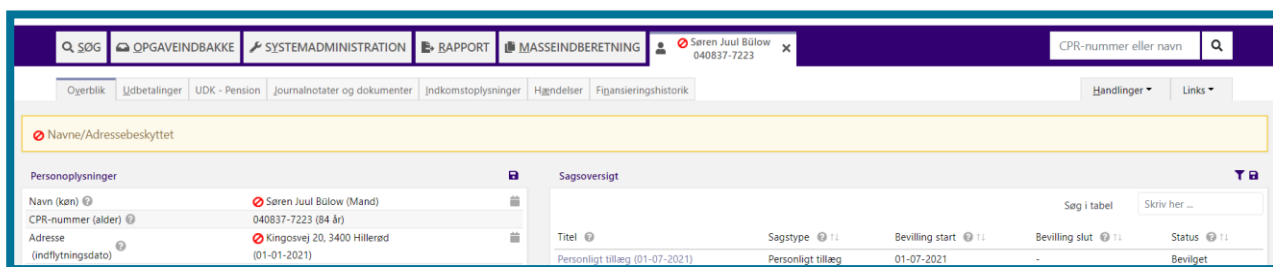 SØG OPGAVEINDBAKKE SYSTEMADMINISTRATION RAPPORT MASSEINDBERETNING Søren Juul Bülow CPR-nummer eller navn
040837-7223
Overblik Udbetalinger UDK - Pension Journalnotater og dokumenter Indkomstoplysninger Hændelser Finansieringshistorik Handlinger Links
Navne/Adressebeskyttet
Personoplysninger Sagsoversigt
Navn (køn) Søren Juul Bülow (Mand)
Søg i tabel Skriv her ...
CPR-nummer (alder) 040837-7223 (84 år)
Adresse Kingosvej 20, 3400 Hillerød
Titel Sagstype Bevilling start Bevilling slut Status
(indflytningsdato) (01-01-2021)
Personligt tillæg (01-07-2021) Personligt tillæg 01-07-2021 - Bevilget